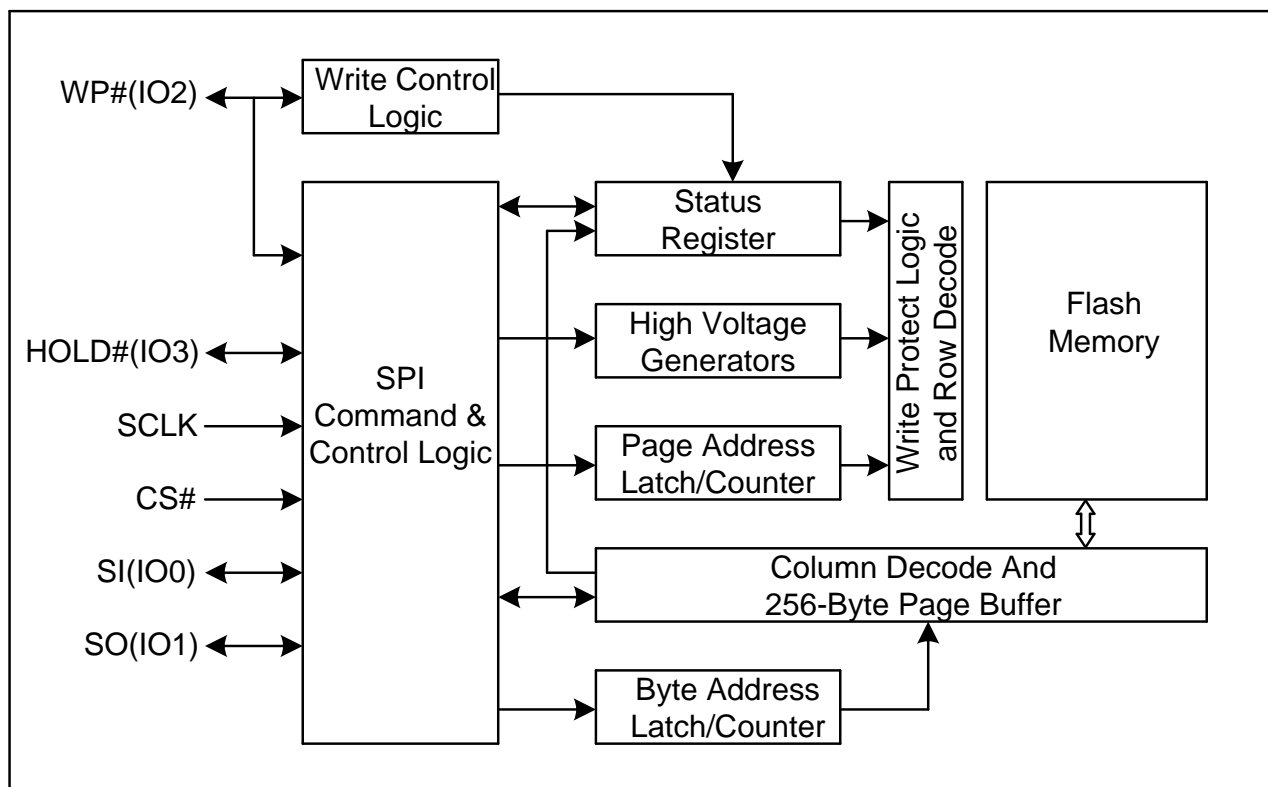 WP#(IO2)
Write Control
Logic
Status
Register
Write Protect Logic
and Row Decode
Flash
Memory
HOLD#(IO3)
High Voltage
Generators
SPI
Command &
Control Logic
SCLK
Page Address
Latch/Counter
CS#
SI(IO0)
Column Decode And
256-Byte Page Buffer
SO(IO1)
Byte Address
Latch/Counter